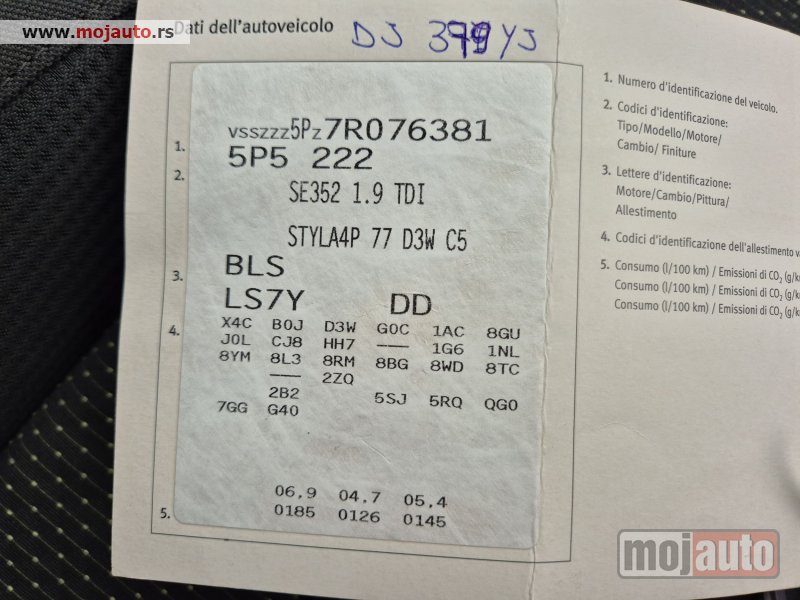 www.mojauto.rs
Dati dell'autoveicolo
DJ 379 YJ
1. vsszzz5Pz7R076381
2. 5P5 222
SE352 1.9 TDI
STYLA4P 77 D3W C5
3. BLS
LS7Y DD
4. X4C B0J D3W G0C 1AC 8GU
J0L CJ8 HH7 --- 1G6 1NL
8YM 8L3 8RM 8BG 8WD 8TC
--- 2ZQ
2B2 5SJ 5RQ QG0
7GG G40
06,9 04,7 05,4
5. 0185 0126 0145
1. Numero d'identificazione del veicolo.
2. Codici d'identificazione:
Tipo/Modello/Motore/
Cambio/ Finiture
3. Lettere d'identificazione:
Motore/Cambio/Pittura/
Allestimento
4. Codici d'identificazione dell'allestimento
5. Consumo (l/100 km) / Emissioni di CO₂ (g/k
Consumo (l/100 km) / Emissioni di CO₂ (g/k
Consumo (l/100 km) / Emissioni di CO₂ (g/k
mojauto